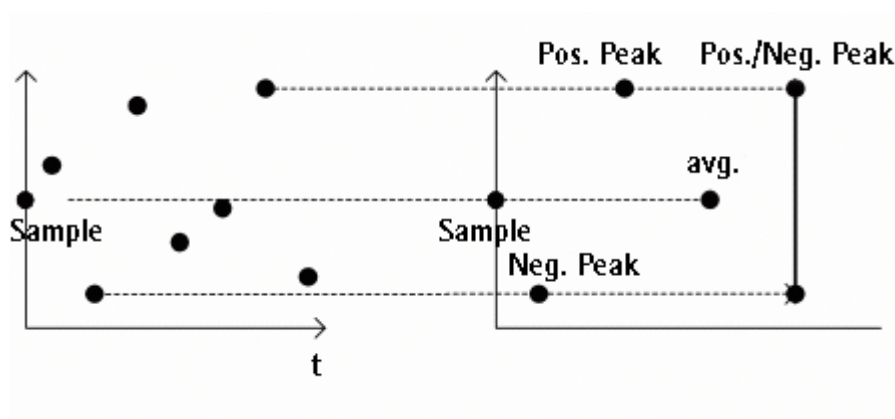 Pos. Peak
Pos./Neg. Peak
avg.
Sample
Sample
Neg. Peak
t